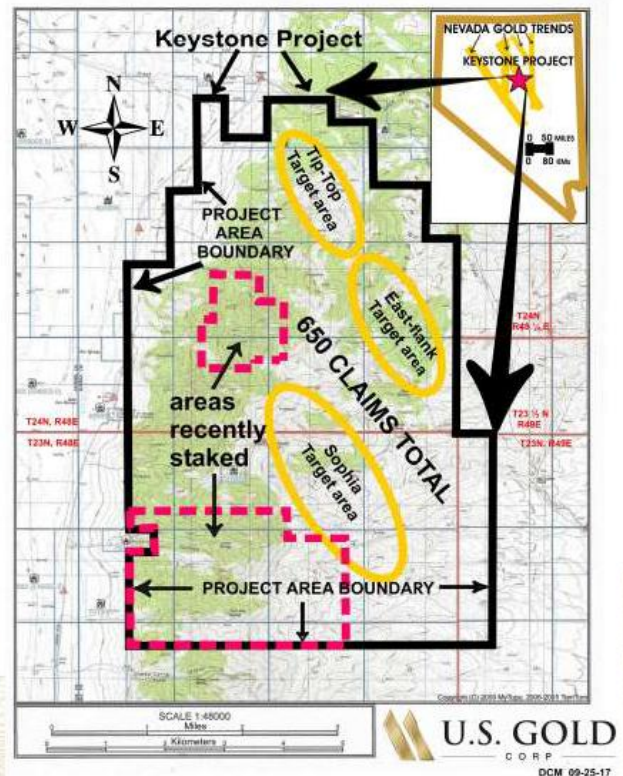 Keystone Project
NEVADA GOLD TRENDS
KEYSTONE PROJECT
0 50 MILES
0 80 KMs
N
W E
S
Tip-Top
Target area
PROJECT
AREA
BOUNDARY
East-flank
Target area
T24N
R48 ½ E
650 CLAIMS TOTAL
areas
recently
staked
T24N, R48E
T23N, R48E
T23 ½ N
R49E
T23N, R49E
Sophia
Target area
PROJECT AREA BOUNDARY
SCALE 1:48000
Miles
Kilometers
U.S. GOLD
CORP
DCM 09-25-17